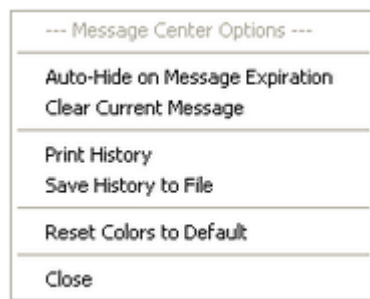 --- Message Center Options ---
Auto-Hide on Message Expiration
Clear Current Message
Print History
Save History to File
Reset Colors to Default
Close